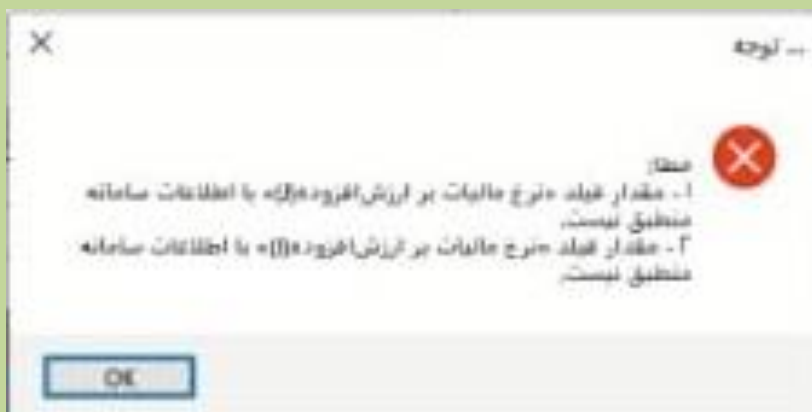 توجه ...
خطا:
۱- مقدار فیلد «نرخ مالیات بر ارزش‌افزوده» با اطلاعات سامانه
منطبق نیست.
۲- مقدار فیلد «نرخ مالیات بر ارزش‌افزوده» با اطلاعات سامانه
منطبق نیست.
OK